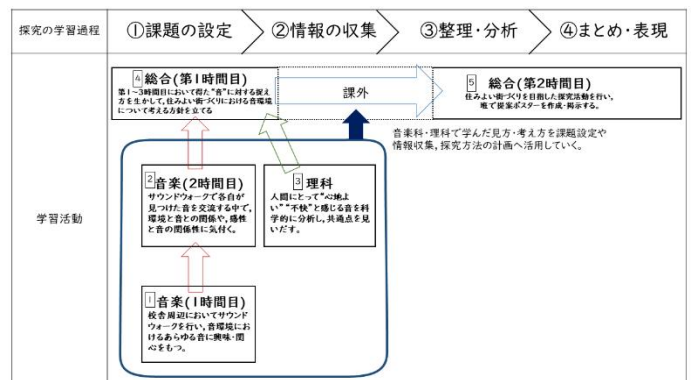 探究の学習過程
①課題の設定
②情報の収集
③整理・分析
④まとめ・表現
学習活動
4 総合(第1時間目)
第1～3時間目において得た“音”に対する捉え
方を生かして、住みよい街づくりにおける音環境
について考える方針を立てる
課外
5 総合(第2時間目)
住みよい街づくりを目指した探究活動を行い、
班で提案ポスターを作成・掲示する。
音楽科・理科で学んだ見方・考え方を課題設定や
情報収集，探究方法の計画へ活用していく。
2 音楽(2時間目)
サウンドウォークで各自が
見つけた音を交流する中で，
環境と音との関係や，感性
と音の関係性に気付く。
3 理科
人間にとって“心地よ
い”“不快”と感じる音を科
学的に分析し，共通点を見
いだす。
1 音楽(1時間目)
校舎周辺においてサウンド
ウォークを行い，音環境にお
けるあらゆる音に興味・関
心をもつ。